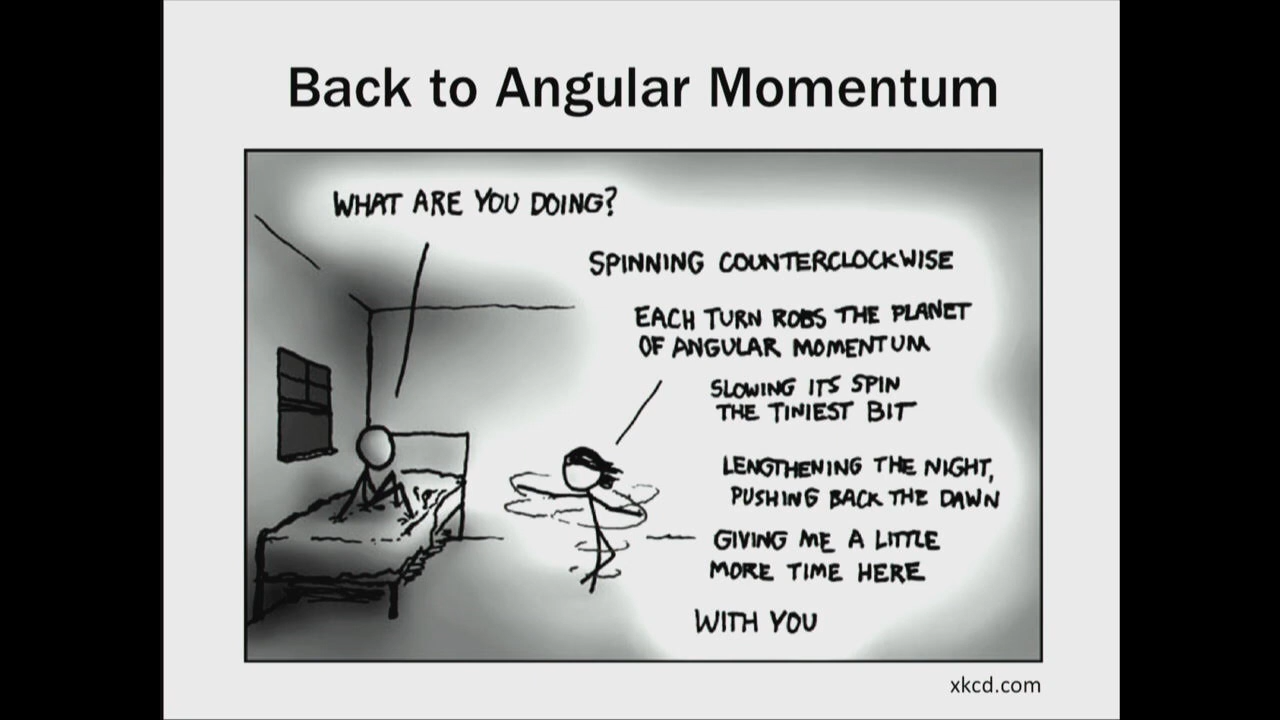 Back to Angular Momentum
WHAT ARE YOU DOING?
SPINNING COUNTERCLOCKWISE
EACH TURN ROBS THE PLANET
OF ANGULAR MOMENTUM
SLOWING ITS SPIN
THE TINIEST BIT
LENGTHENING THE NIGHT,
PUSHING BACK THE DAWN
GIVING ME A LITTLE
MORE TIME HERE
WITH YOU
xkcd.com